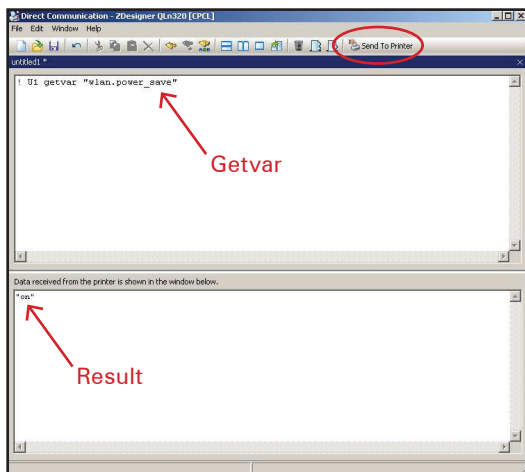 Direct Communication - ZDesigner QLn320 [CPCL]
File Edit Window Help
Send To Printer
untitled1 *
! U1 getvar "wlan.power_save"
Getvar
Data received from the printer is shown in the window below.
"on"
Result